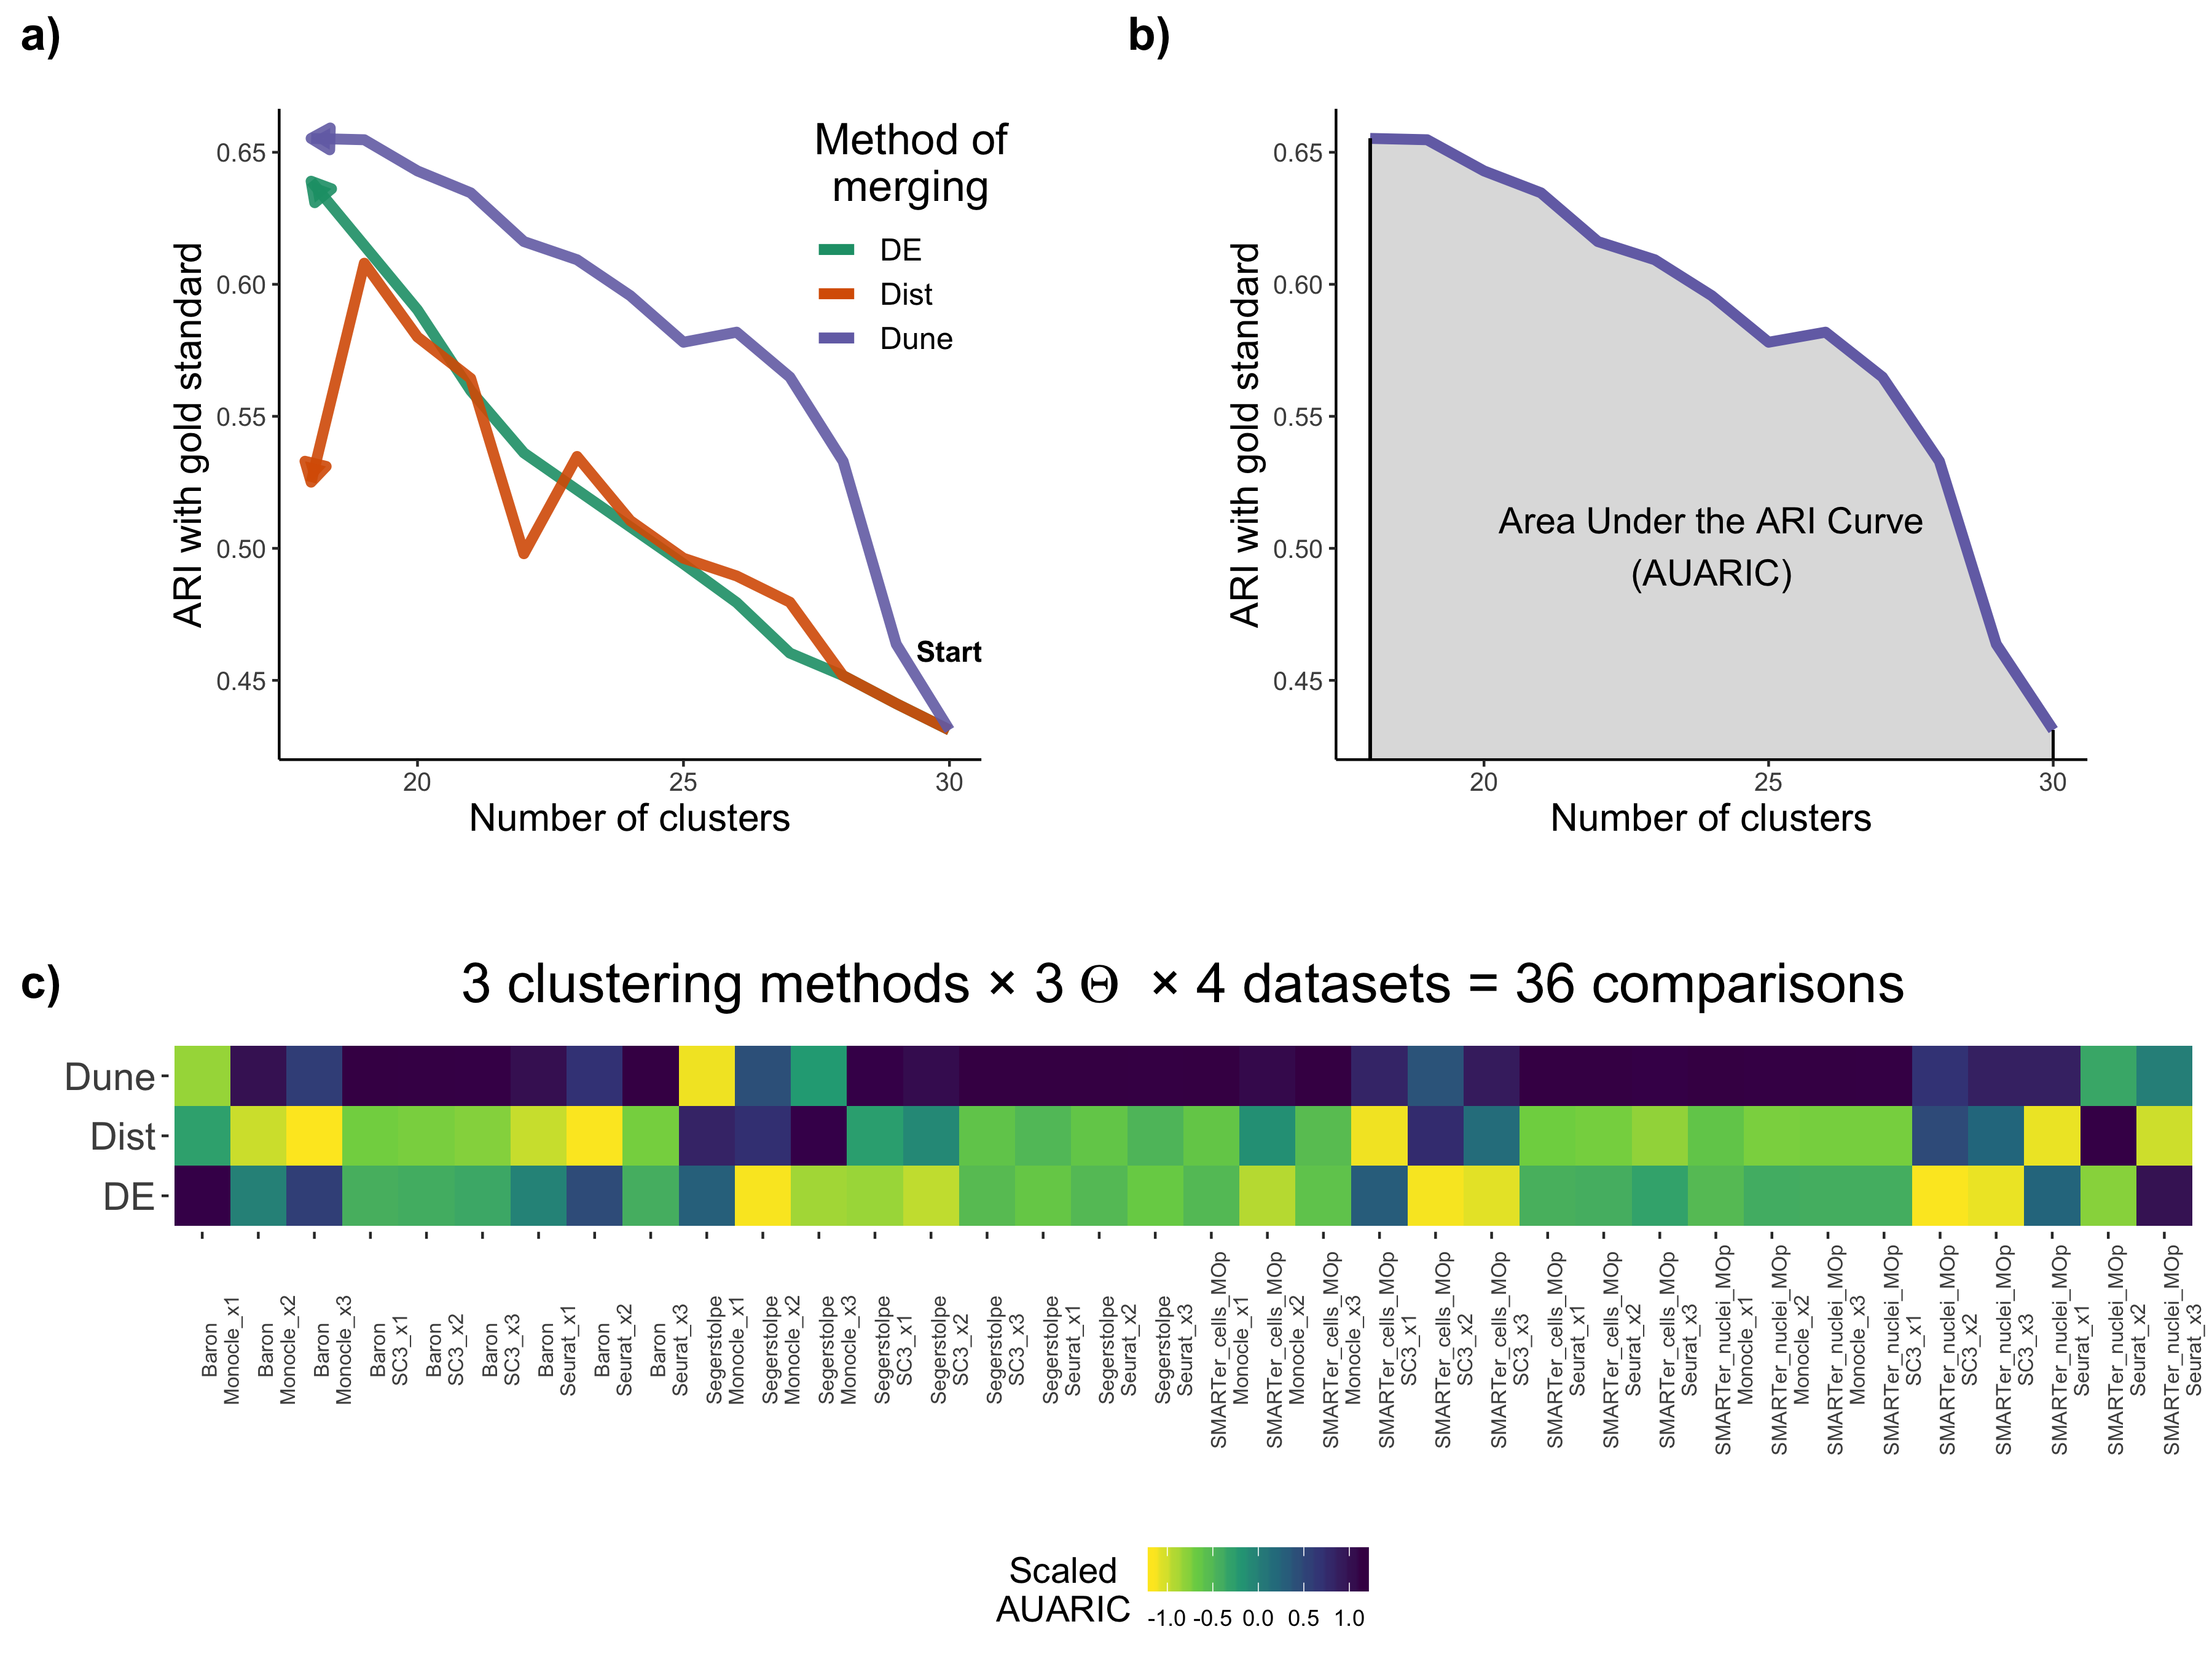 a)
0.65
0.60
0.55
0.50
0.45
ARI with gold standard
20
25
30
Number of clusters
Method of
merging
DE
Dist
Dune
Start
b)
0.65
0.60
0.55
0.50
0.45
ARI with gold standard
20
25
30
Number of clusters
Area Under the ARI Curve
(AUARIC)
c)
3 clustering methods × 3 Θ × 4 datasets = 36 comparisons
Dune
Dist
DE
Baron
Monocle_x1
Baron
Monocle_x2
Baron
Monocle_x3
Baron
SC3_x1
Baron
SC3_x2
Baron
SC3_x3
Baron
Seurat_x1
Baron
Seurat_x2
Baron
Seurat_x3
Segerstolpe
Monocle_x1
Segerstolpe
Monocle_x2
Segerstolpe
Monocle_x3
Segerstolpe
SC3_x1
Segerstolpe
SC3_x2
Segerstolpe
SC3_x3
Segerstolpe
Seurat_x1
Segerstolpe
Seurat_x2
Segerstolpe
Seurat_x3
SMARTer_cells_MOp
Monocle_x1
SMARTer_cells_MOp
Monocle_x2
SMARTer_cells_MOp
Monocle_x3
SMARTer_cells_MOp
SC3_x1
SMARTer_cells_MOp
SC3_x2
SMARTer_cells_MOp
SC3_x3
SMARTer_cells_MOp
Seurat_x1
SMARTer_cells_MOp
Seurat_x2
SMARTer_cells_MOp
Seurat_x3
SMARTer_nuclei_MOp
Monocle_x1
SMARTer_nuclei_MOp
Monocle_x2
SMARTer_nuclei_MOp
Monocle_x3
SMARTer_nuclei_MOp
SC3_x1
SMARTer_nuclei_MOp
SC3_x2
SMARTer_nuclei_MOp
SC3_x3
SMARTer_nuclei_MOp
Seurat_x1
SMARTer_nuclei_MOp
Seurat_x2
SMARTer_nuclei_MOp
Seurat_x3
Scaled
AUARIC
-1.0 -0.5 0.0 0.5 1.0